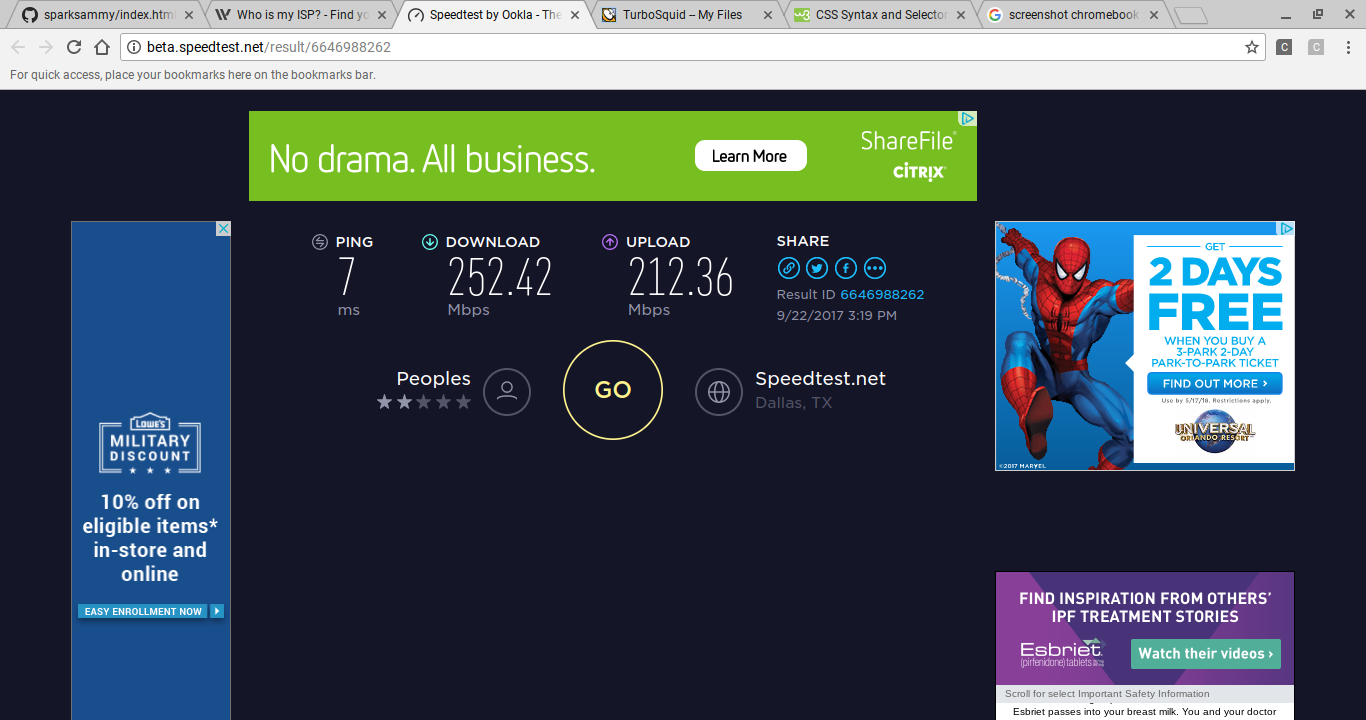 sparksammy/index.html
Who is my ISP? - Find yo
Speedtest by Ookla - The
TurboSquid – My Files
CSS Syntax and Selector
screenshot chromebook
beta.speedtest.net/result/6646988262
C
C
For quick access, place your bookmarks here on the bookmarks bar.
No drama. All business.
Learn More
ShareFile
CITRIX
PING
7
ms
DOWNLOAD
252.42
Mbps
UPLOAD
212.36
Mbps
SHARE
Result ID 6646988262
9/22/2017 3:19 PM
Peoples
GO
Speedtest.net
Dallas, TX
LOWE'S
MILITARY
DISCOUNT
10% off on
eligible items*
in-store and
online
EASY ENROLLMENT NOW
GET
2 DAYS
FREE
WHEN YOU BUY A
3-PARK 2-DAY
PARK-TO-PARK TICKET
FIND OUT MORE ›
Use by 5/17/18. Restrictions apply.
UNIVERSAL
ORLANDO RESORT
©2017 MARVEL
FIND INSPIRATION FROM OTHERS'
IPF TREATMENT STORIES
Esbriet
(pirfenidone) tablets
Watch their videos ›
Scroll for select Important Safety Information
Esbriet passes into your breast milk. You and your doctor